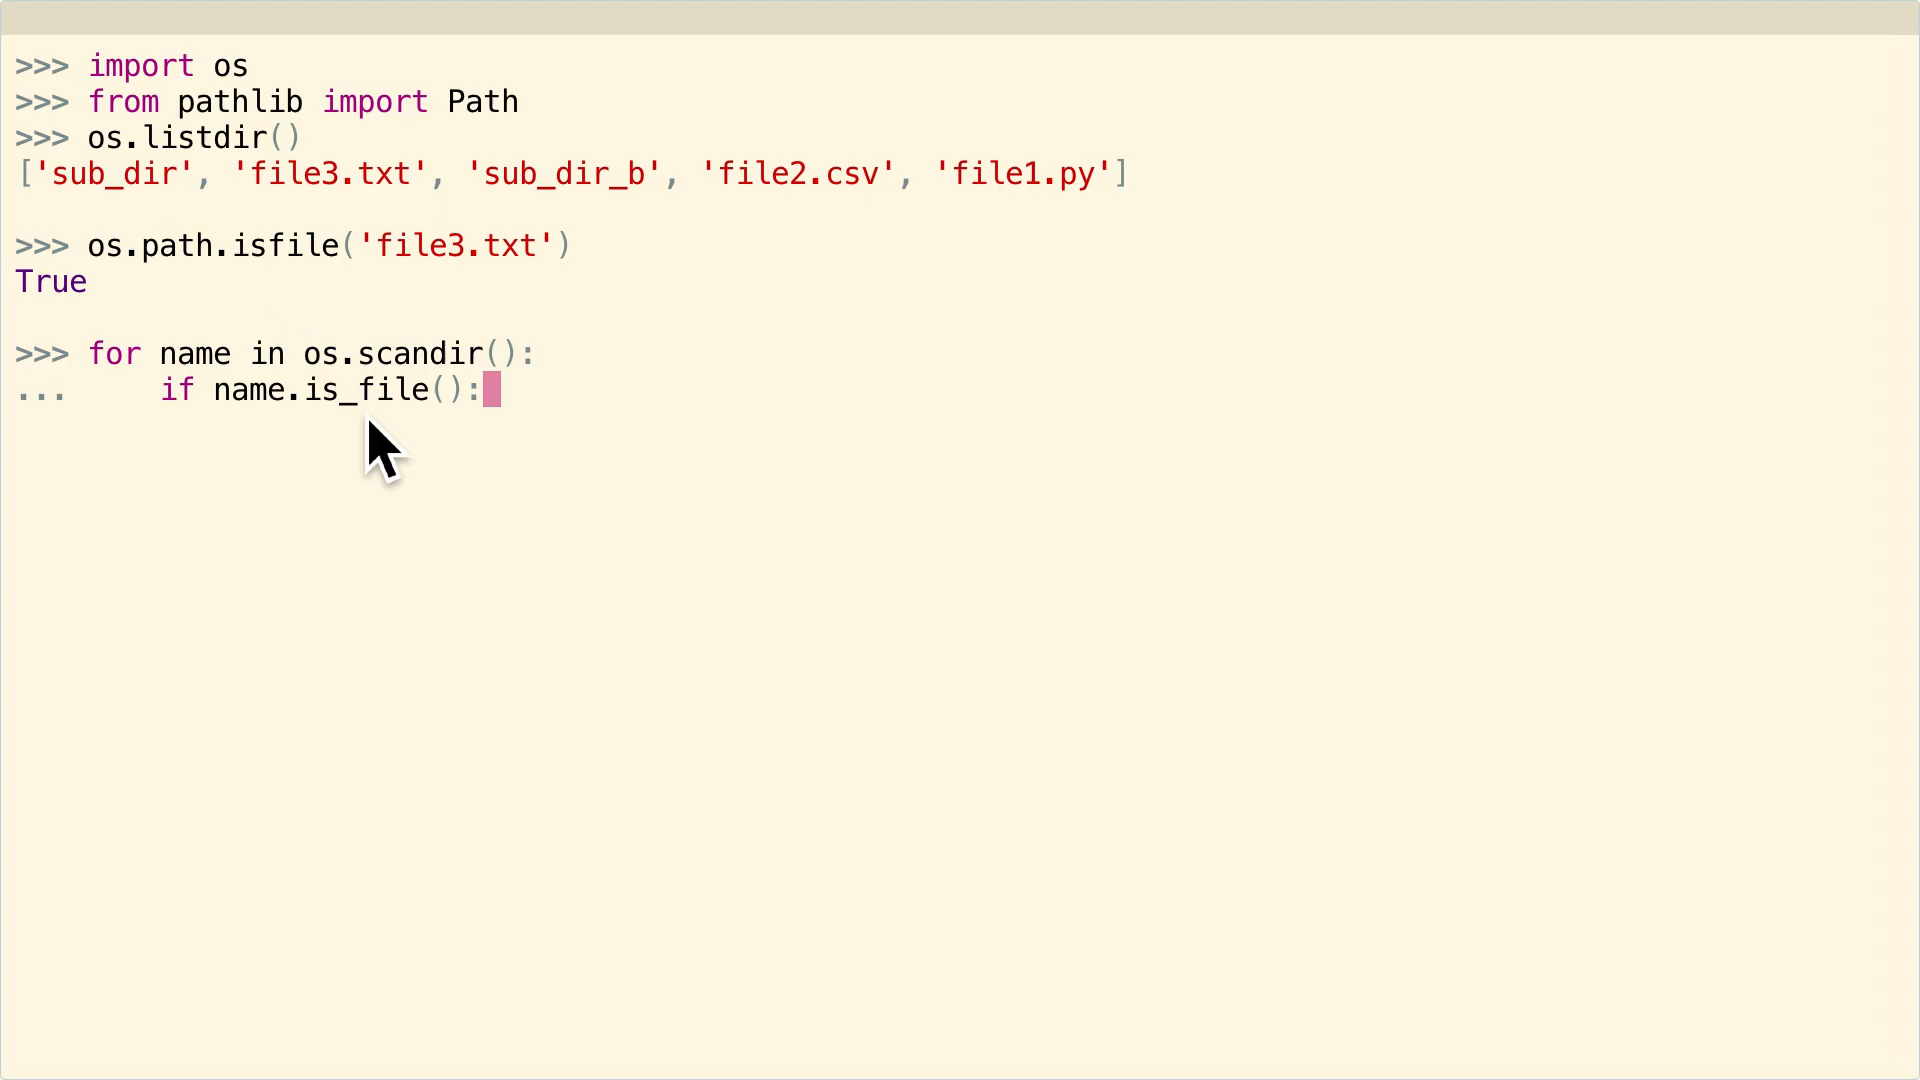 >>> import os
>>> from pathlib import Path
>>> os.listdir()
['sub_dir', 'file3.txt', 'sub_dir_b', 'file2.csv', 'file1.py']
>>> os.path.isfile('file3.txt')
True
>>> for name in os.scandir():
...     if name.is_file():